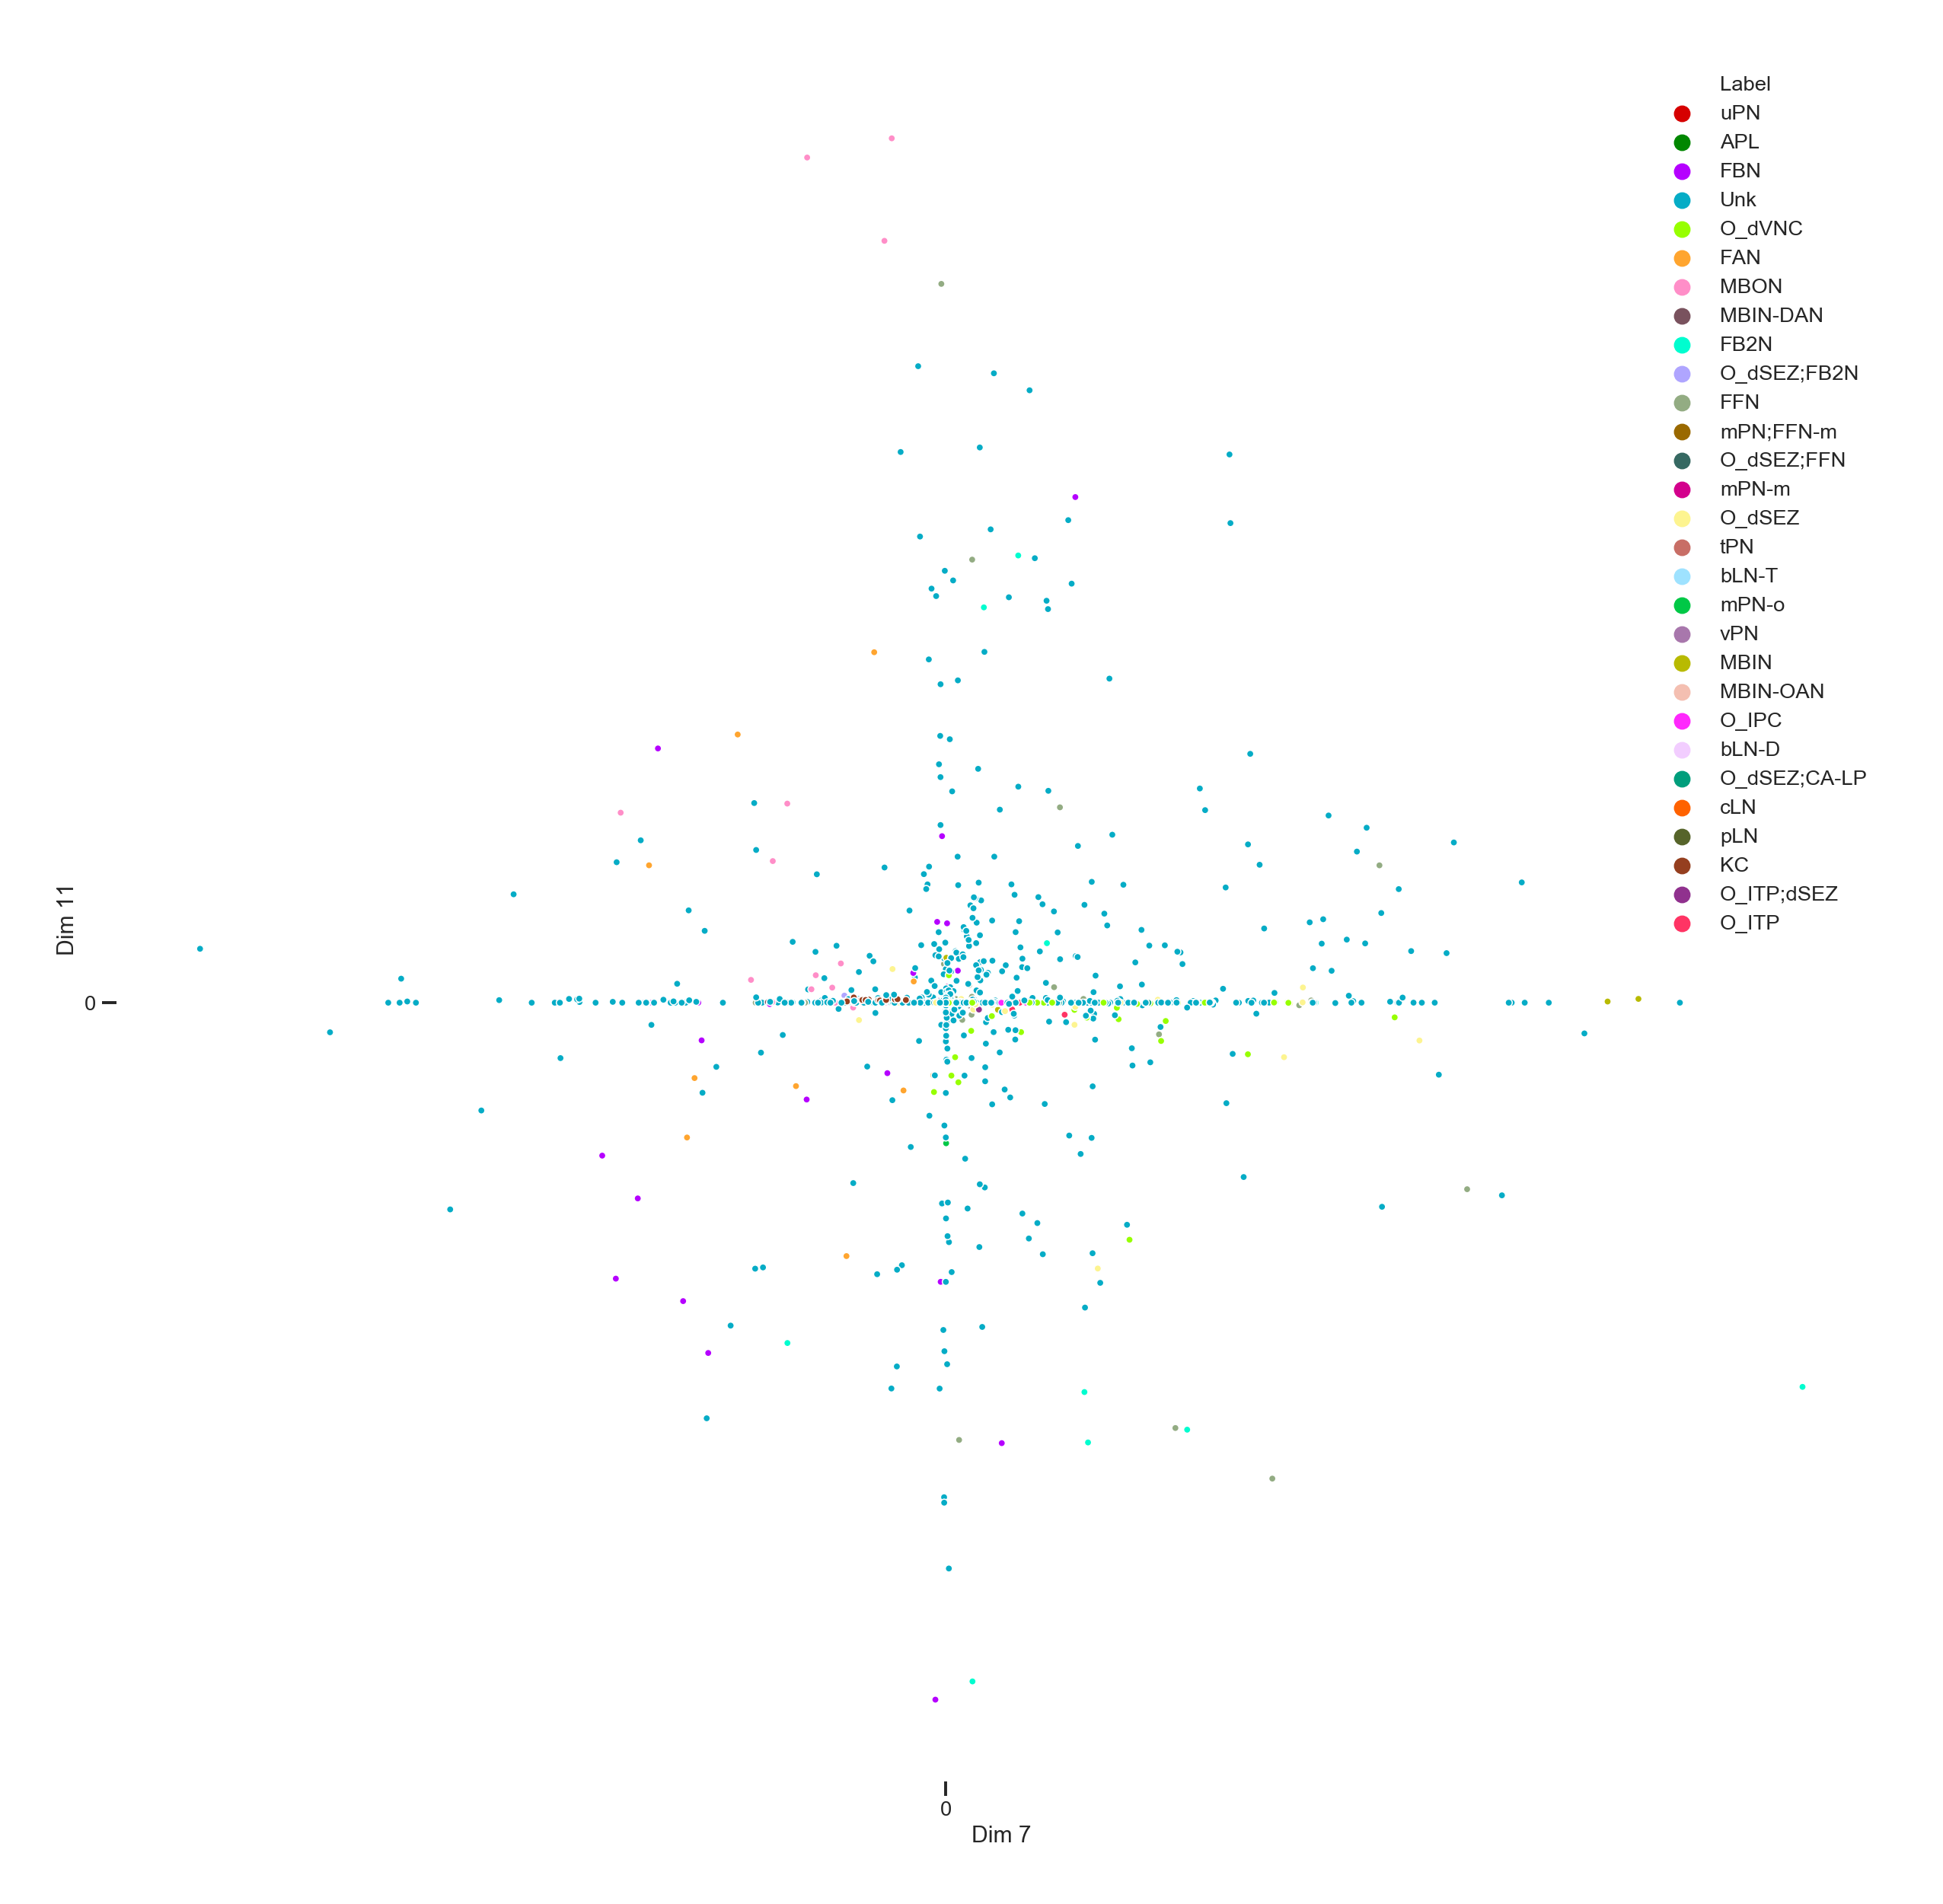 Label
uPN
APL
FBN
Unk
O_dVNC
FAN
MBON
MBIN-DAN
FB2N
O_dSEZ;FB2N
FFN
mPN;FFN-m
O_dSEZ;FFN
mPN-m
O_dSEZ
tPN
bLN-T
mPN-o
vPN
MBIN
MBIN-OAN
O_IPC
bLN-D
O_dSEZ;CA-LP
cLN
pLN
KC
O_ITP;dSEZ
O_ITP
Dim 11
0
0
Dim 7